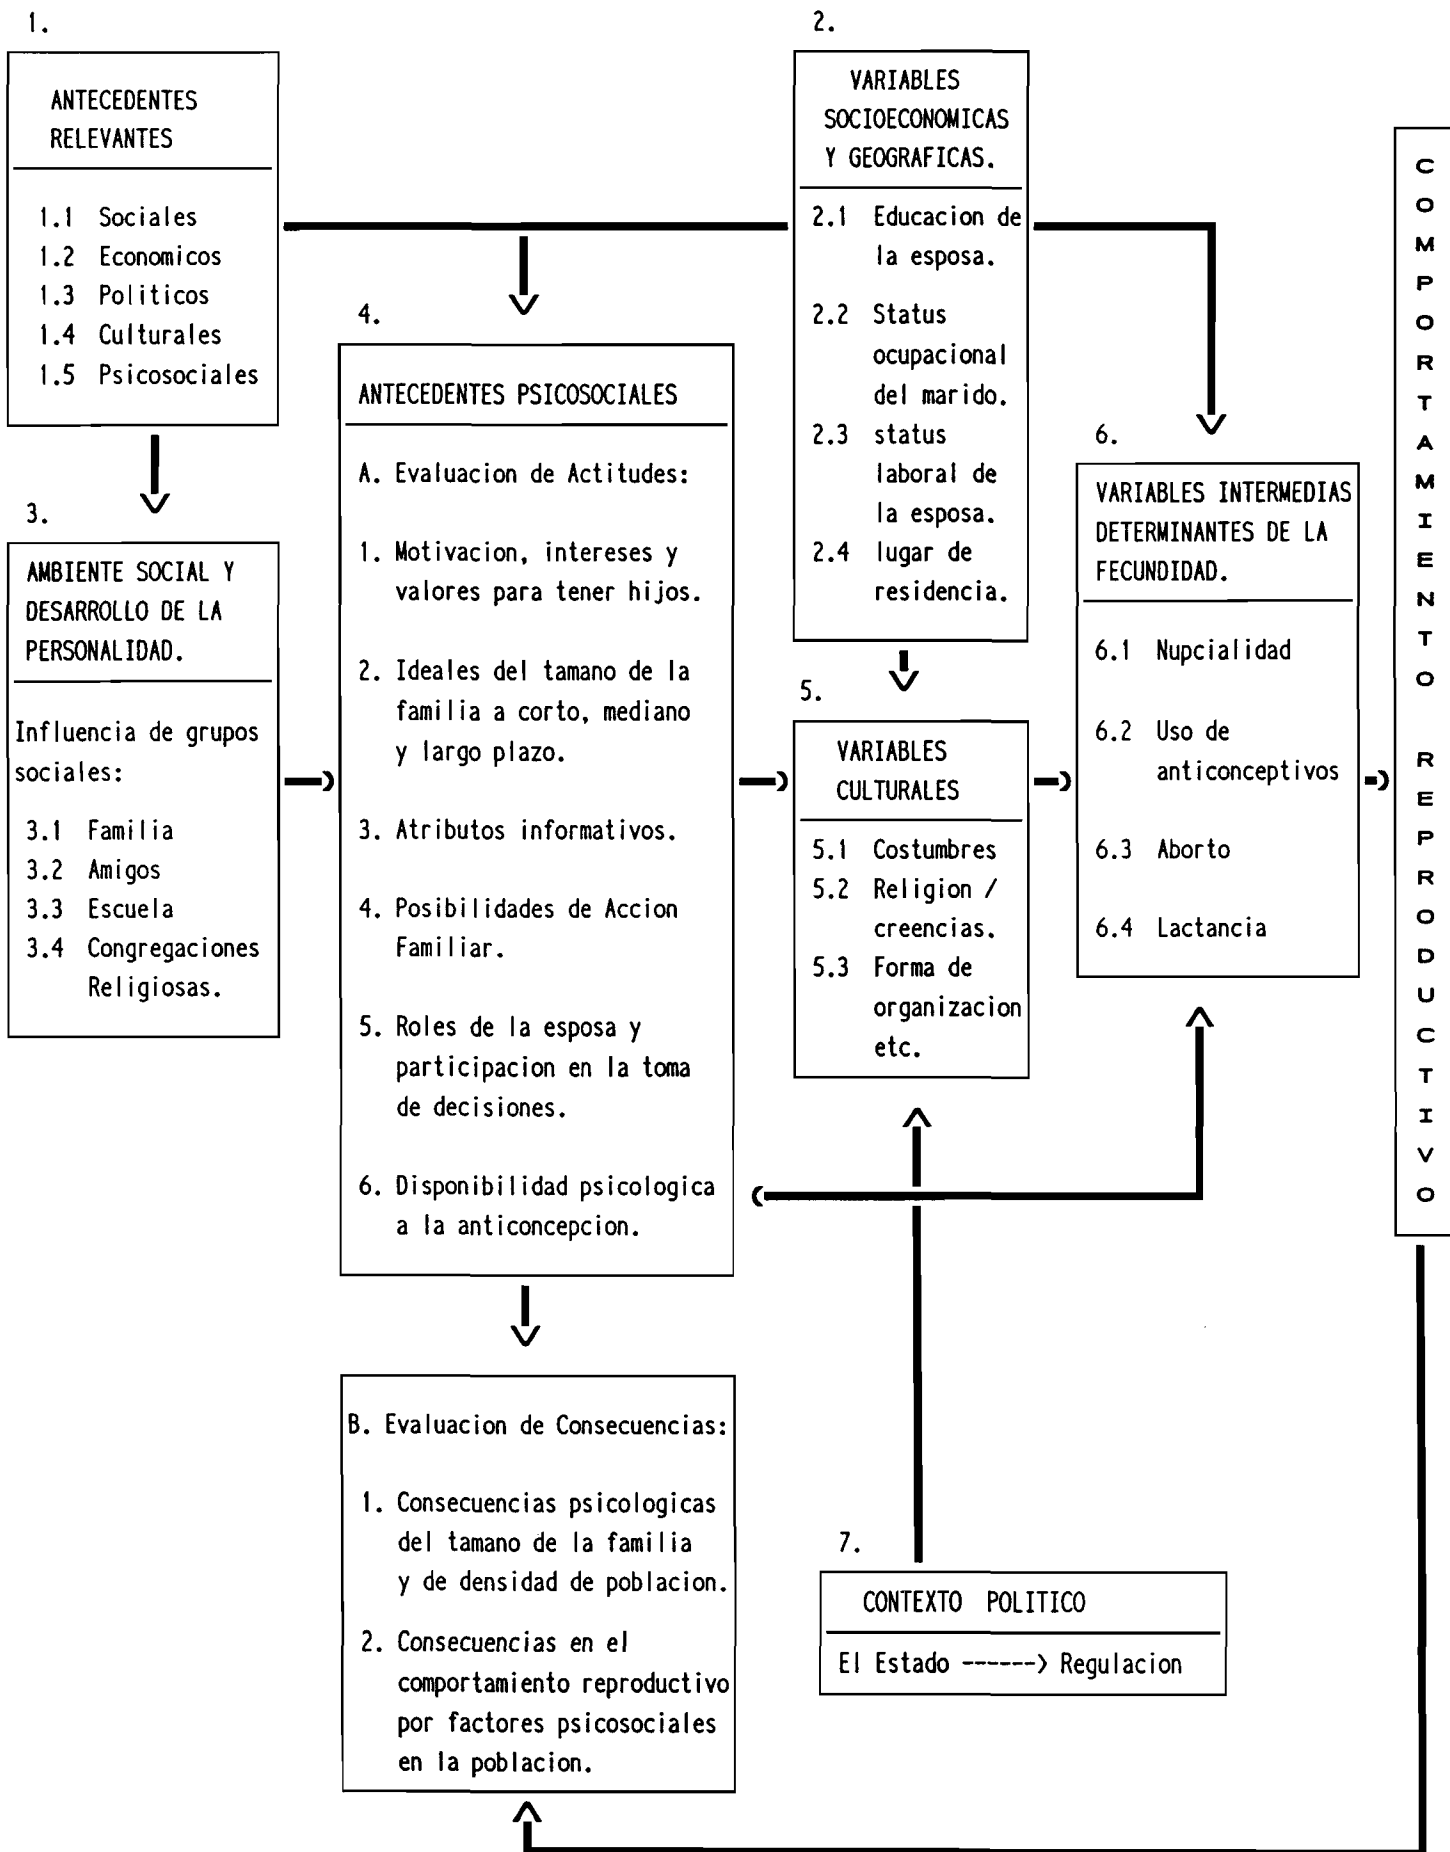 1.
ANTECEDENTES
RELEVANTES
1.1 Sociales
1.2 Economicos
1.3 Politicos
1.4 Culturales
1.5 Psicosociales
2.
VARIABLES
SOCIOECONOMICAS
Y GEOGRAFICAS.
2.1 Educacion de
la esposa.
2.2 Status
ocupacional
del marido.
2.3 status
laboral de
la esposa.
2.4 lugar de
residencia.
3.
AMBIENTE SOCIAL Y
DESARROLLO DE LA
PERSONALIDAD.
Influencia de grupos
sociales:
3.1 Familia
3.2 Amigos
3.3 Escuela
3.4 Congregaciones
Religiosas.
4.
ANTECEDENTES PSICOSOCIALES
A. Evaluacion de Actitudes:
1. Motivacion, intereses y
valores para tener hijos.
2. Ideales del tamano de la
familia a corto, mediano
y largo plazo.
3. Atributos informativos.
4. Posibilidades de Accion
Familiar.
5. Roles de la esposa y
participacion en la toma
de decisiones.
6. Disponibilidad psicologica
a la anticoncepcion.
B. Evaluacion de Consecuencias:
1. Consecuencias psicologicas
del tamano de la familia
y de densidad de poblacion.
2. Consecuencias en el
comportamiento reproductivo
por factores psicosociales
en la poblacion.
5.
VARIABLES
CULTURALES
5.1 Costumbres
5.2 Religion /
creencias.
5.3 Forma de
organizacion
etc.
6.
VARIABLES INTERMEDIAS
DETERMINANTES DE LA
FECUNDIDAD.
6.1 Nupcialidad
6.2 Uso de
anticonceptivos
6.3 Aborto
6.4 Lactancia
7.
CONTEXTO POLITICO
El Estado ------> Regulacion
COMPORTAMIENTO REPRODUCTIVO